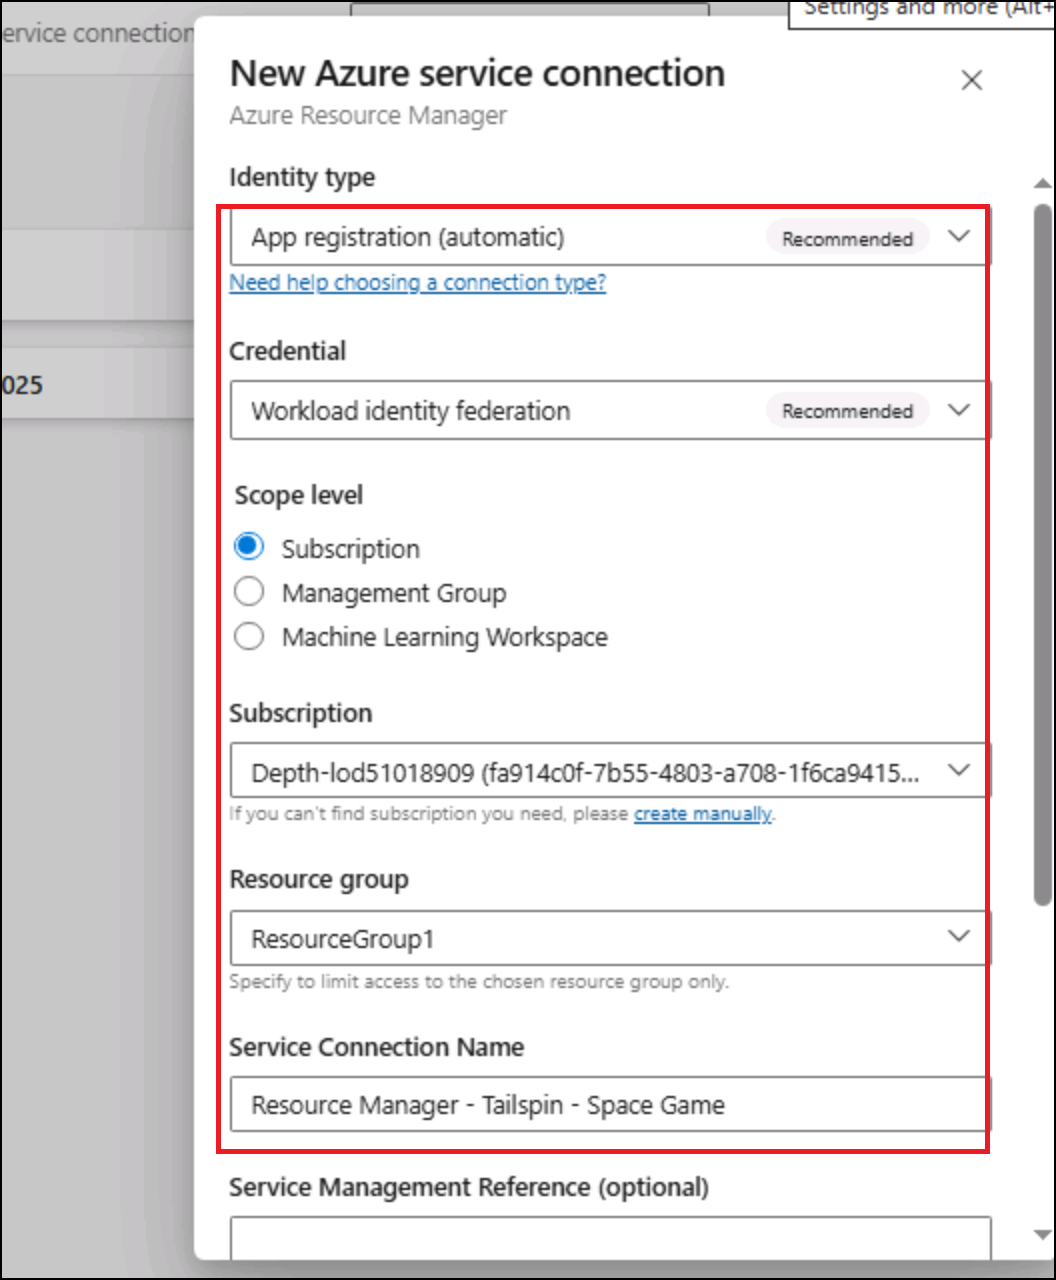 Settings and more (Alt+
ervice connection
New Azure service connection
Azure Resource Manager
Identity type
App registration (automatic) Recommended
Need help choosing a connection type?
Credential
025
Workload identity federation Recommended
Scope level
Subscription
Management Group
Machine Learning Workspace
Subscription
Depth-lod51018909 (fa914c0f-7b55-4803-a708-1f6ca9415...
If you can't find subscription you need, please create manually.
Resource group
ResourceGroup1
Specify to limit access to the chosen resource group only.
Service Connection Name
Resource Manager - Tailspin - Space Game
Service Management Reference (optional)